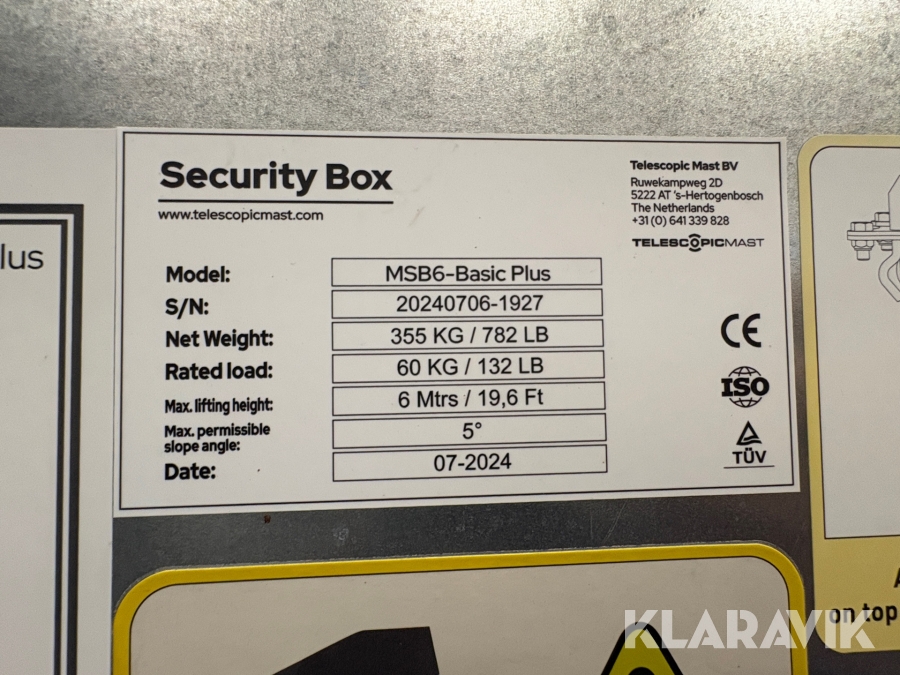 Security Box
www.telescopicmast.com
Telescopic Mast BV
Ruwekampweg 2D
5222 AT 's-Hertogenbosch
The Netherlands
+31 (0) 641 339 828
TELESCOPICMAST
Model: MSB6-Basic Plus
S/N: 20240706-1927
Net Weight: 355 KG / 782 LB
Rated load: 60 KG / 132 LB
Max. lifting height: 6 Mtrs / 19,6 Ft
Max. permissible
slope angle: 5°
Date: 07-2024
CE
ISO
TÜV
lus
on top
KLARAVIK